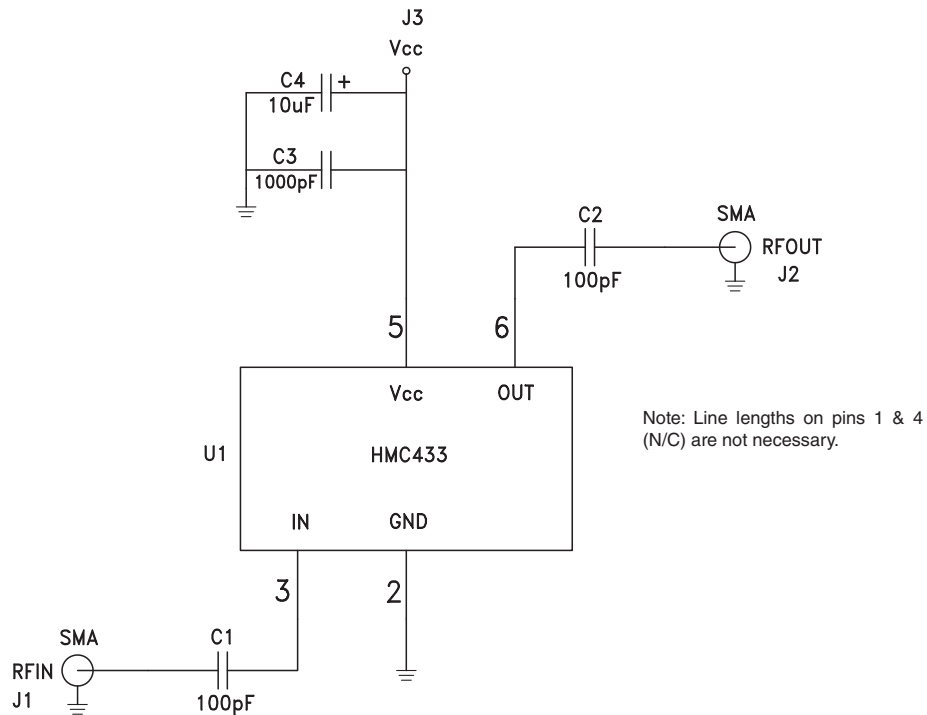 J3
Vcc
C4
+
10uF
C3
1000pF
C2
SMA
RFOUT
J2
100pF
5
6
Vcc
OUT
Note: Line lengths on pins 1 & 4
(N/C) are not necessary.
U1
HMC433
IN
GND
3
2
SMA
C1
RFIN
J1
100pF